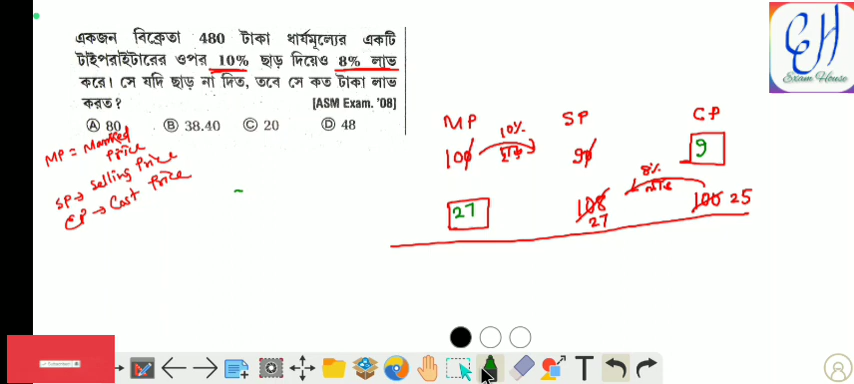 একজন বিক্রেতা 480 টাকা ধার্যমূল্যের একটি
টাইপরাইটারের ওপর 10% ছাড় দিয়েও 8% লাভ
করে। সে যদি ছাড় না দিত, তবে সে কত টাকা লাভ
করত? [ASM Exam. '08]
Ⓐ 80 Ⓑ 38.40 Ⓒ 20 Ⓓ 48
MP = Marked
Price
SP → Selling Price
CP → Cost Price
MP SP CP
10% ছাড়
100 90 9
8% লাভ
27 108 100 25
27
CEH
Exam House
T